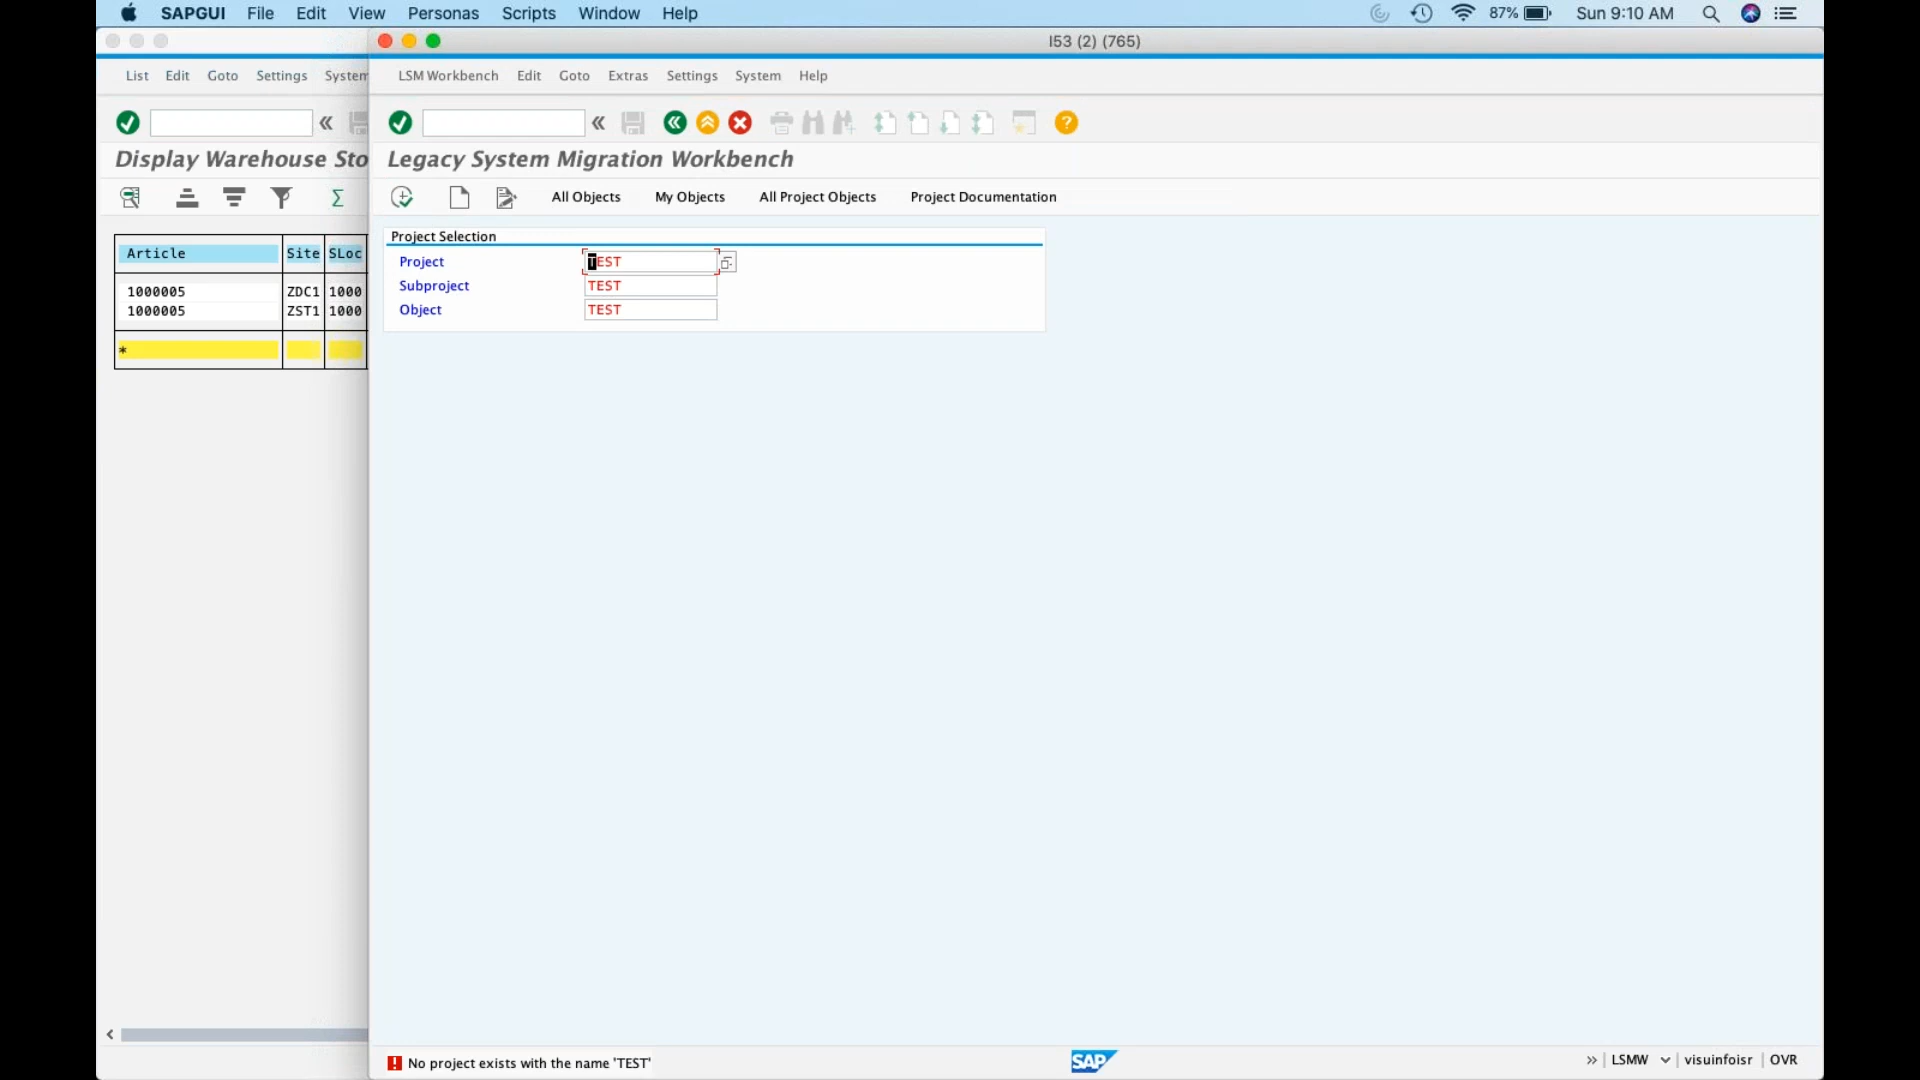 SAPGUI File Edit View Personas Scripts Window Help 87% Sun 9:10 AM
I53 (2) (765)
List Edit Goto Settings System
LSM Workbench Edit Goto Extras Settings System Help
Display Warehouse Sto
Legacy System Migration Workbench
All Objects My Objects All Project Objects Project Documentation
Article Site SLoc
1000005 ZDC1 1000
1000005 ZST1 1000
*
Project Selection
Project TEST
Subproject TEST
Object TEST
No project exists with the name 'TEST'
SAP
LSMW visuinfoisr OVR